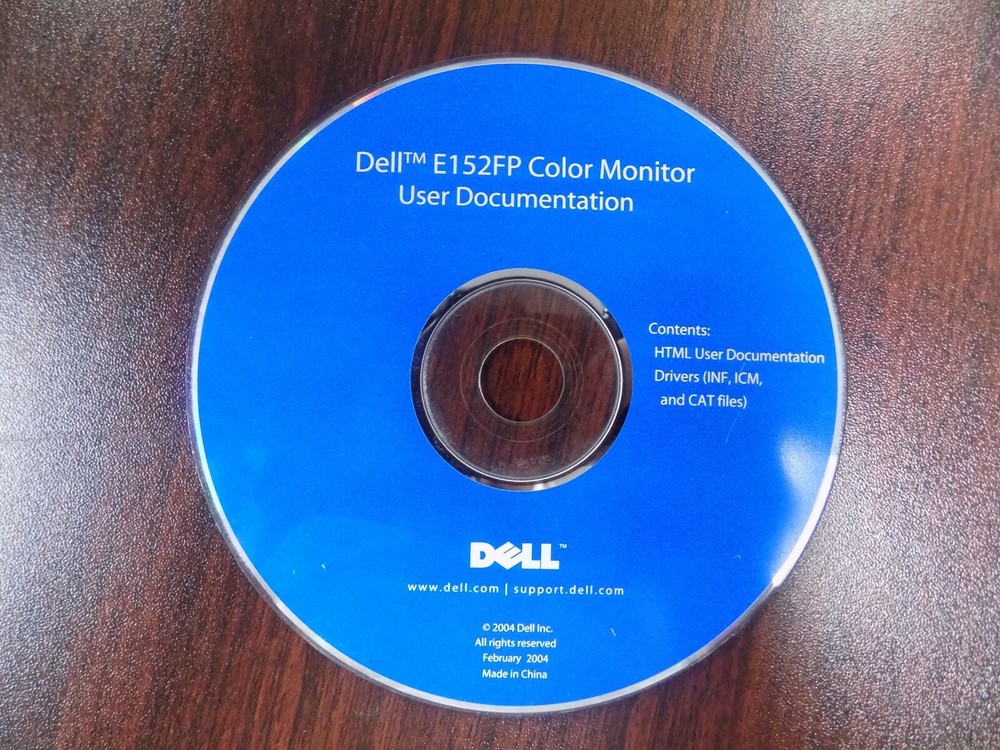 Dell™ E152FP Color Monitor
User Documentation
Contents:
HTML User Documentation
Drivers (INF, ICM,
and CAT files)
DELL™
www.dell.com | support.dell.com
© 2004 Dell Inc.
All rights reserved
February 2004
Made in China